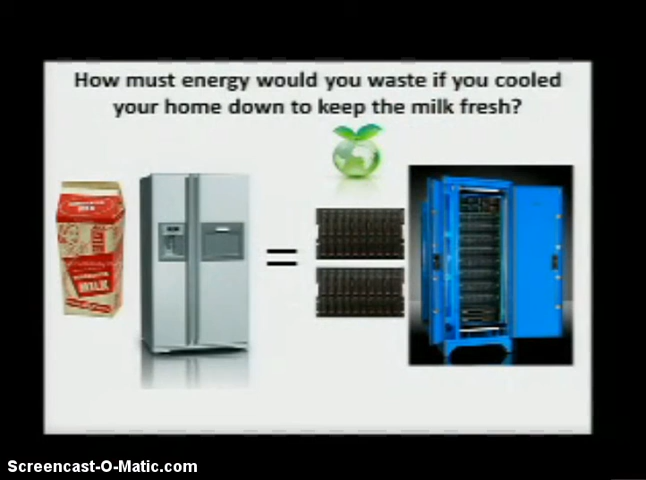 How must energy would you waste if you cooled
your home down to keep the milk fresh?
=
MILK
Screencast-O-Matic.com